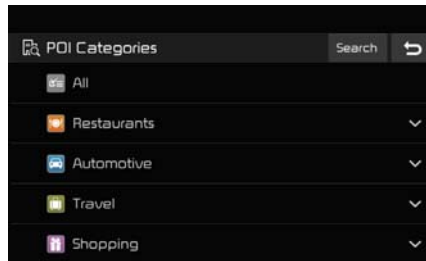 POI Categories Search
All
Restaurants
Automotive
Travel
Shopping